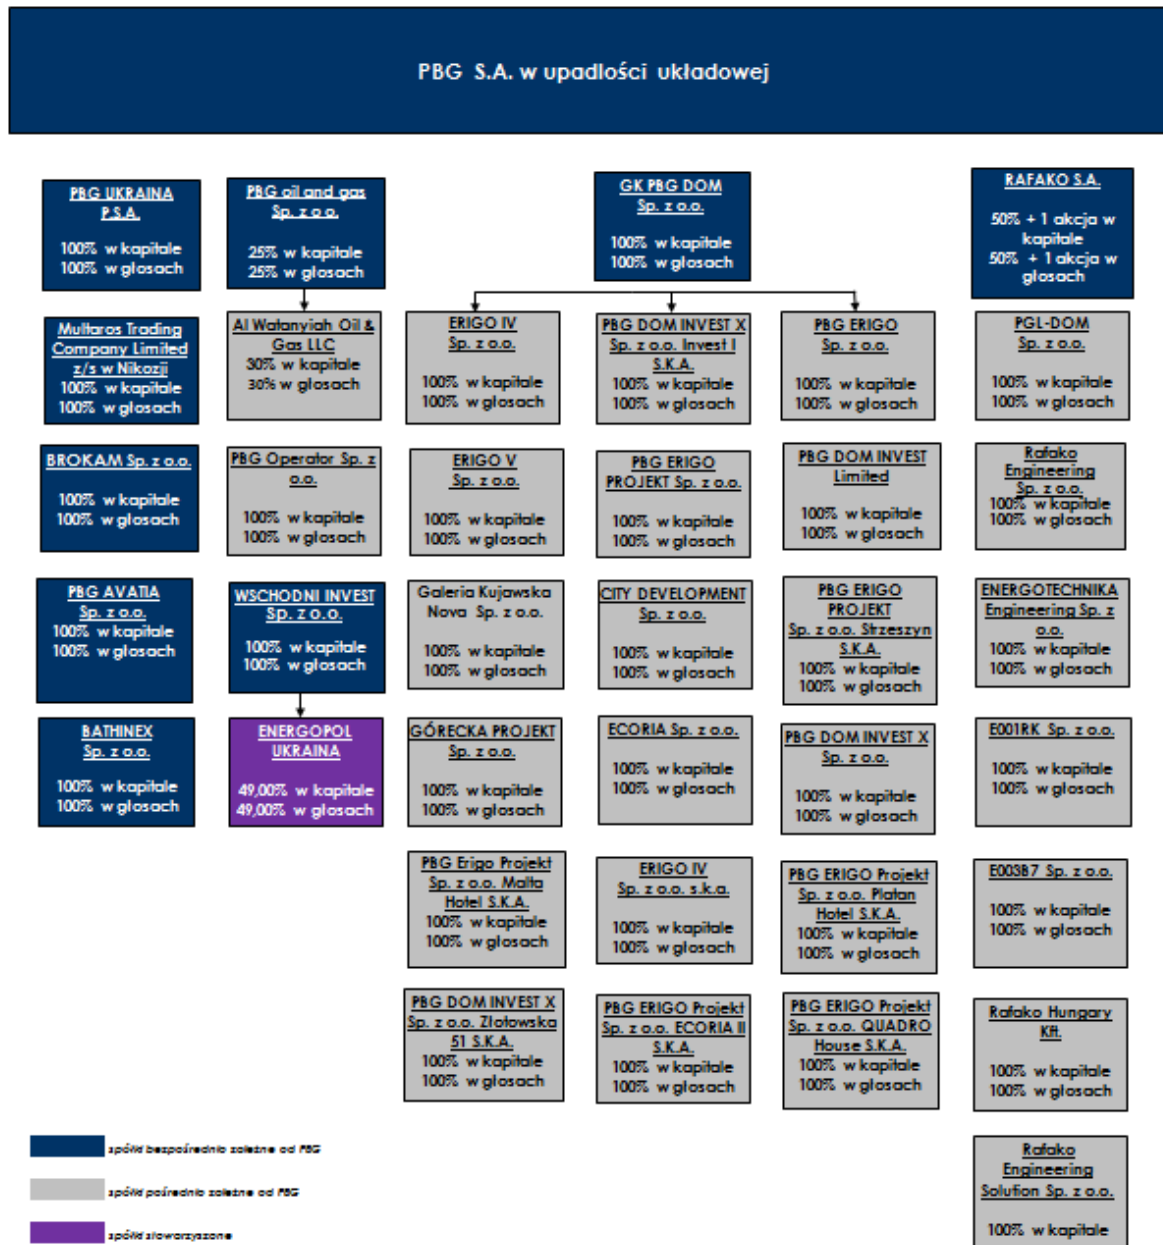 PBG S.A. w upadłości układowej
PBG UKRAINA
P.S.A.
100% w kapitale
100% w głosach
PBG oil and gas
Sp. z o.o.
25% w kapitale
25% w głosach
GK PBG DOM
Sp. z o.o.
100% w kapitale
100% w głosach
RAFAKO S.A.
50% + 1 akcja w
kapitale
50% + 1 akcja w
głosach
Multaros Trading
Company Limited
z/s w Nikozji
100% w kapitale
100% w głosach
Al Watanyiah Oil &
Gas LLC
30% w kapitale
30% w głosach
ERIGO IV
Sp. z o.o.
100% w kapitale
100% w głosach
PBG DOM INVEST X
Sp. z o.o. Invest I
S.K.A.
100% w kapitale
100% w głosach
PBG ERIGO
Sp. z o.o.
100% w kapitale
100% w głosach
PGL-DOM
Sp. z o.o.
100% w kapitale
100% w głosach
BROKAM Sp. z o.o.
100% w kapitale
100% w głosach
PBG Operator Sp. z
o.o.
100% w kapitale
100% w głosach
ERIGO V
Sp. z o.o.
100% w kapitale
100% w głosach
PBG ERIGO
PROJEKT Sp. z o.o.
100% w kapitale
100% w głosach
PBG DOM INVEST
Limited
100% w kapitale
100% w głosach
Rafako
Engineering
Sp. z o.o.
100% w kapitale
100% w głosach
PBG AVATIA
Sp. z o.o.
100% w kapitale
100% w głosach
WSCHODNI INVEST
Sp. z o.o.
100% w kapitale
100% w głosach
Galeria Kujawska
Nova Sp. z o.o.
100% w kapitale
100% w głosach
CITY DEVELOPMENT
Sp. z o.o.
100% w kapitale
100% w głosach
PBG ERIGO
PROJEKT
Sp. z o.o. Strzeszyn
S.K.A.
100% w kapitale
100% w głosach
ENERGOTECHNIKA
Engineering Sp. z
o.o.
100% w kapitale
100% w głosach
BATHINEX
Sp. z o.o.
100% w kapitale
100% w głosach
ENERGOPOL
UKRAINA
49,00% w kapitale
49,00% w głosach
GÓRECKA PROJEKT
Sp. z o.o.
100% w kapitale
100% w głosach
ECORIA Sp. z o.o.
100% w kapitale
100% w głosach
PBG DOM INVEST X
Sp. z o.o.
100% w kapitale
100% w głosach
E001RK Sp. z o.o.
100% w kapitale
100% w głosach
PBG Erigo Projekt
Sp. z o.o. Malta
Hotel S.K.A.
100% w kapitale
100% w głosach
ERIGO IV
Sp. z o.o. s.k.a.
100% w kapitale
100% w głosach
PBG ERIGO Projekt
Sp. z o.o. Platan
Hotel S.K.A.
100% w kapitale
100% w głosach
E003B7 Sp. z o.o.
100% w kapitale
100% w głosach
PBG DOM INVEST X
Sp. z o.o. Złotowska
51 S.K.A.
100% w kapitale
100% w głosach
PBG ERIGO Projekt
Sp. z o.o. ECORIA II
S.K.A.
100% w kapitale
100% w głosach
PBG ERIGO Projekt
Sp. z o.o. QUADRO
House S.K.A.
100% w kapitale
100% w głosach
Rafako Hungary
Kft.
100% w kapitale
100% w głosach
spółki bezpośrednio zależne od PBG
spółki pośrednio zależne od PBG
spółki stowarzyszone
Rafako
Engineering
Solution Sp. z o.o.
100% w kapitale